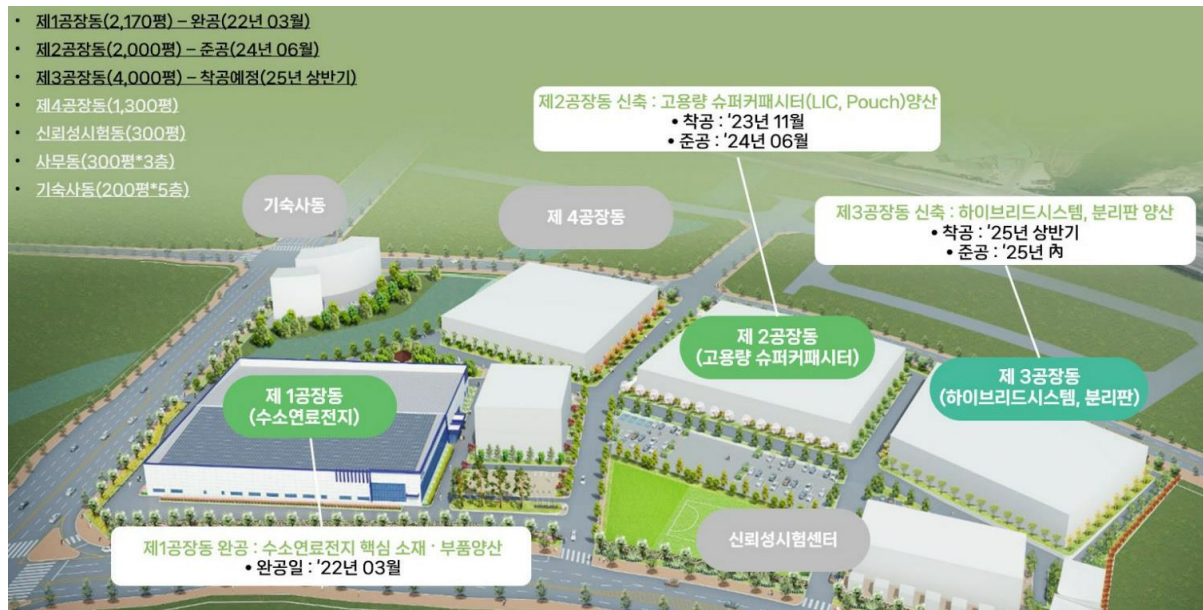 • 제1공장동(2,170평) – 완공(22년 03월)
• 제2공장동(2,000평) – 준공(24년 06월)
• 제3공장동(4,000평) – 착공예정(25년 상반기)
• 제4공장동(1,300평)
• 신뢰성시험동(300평)
• 사무동(300평*3층)
• 기숙사동(200평*5층)
제2공장동 신축 : 고용량 슈퍼커패시터(LIC, Pouch)양산
• 착공 : '23년 11월
• 준공 : '24년 06월
기숙사동
제 4공장동
제3공장동 신축 : 하이브리드시스템, 분리판 양산
• 착공 : '25년 상반기
• 준공 : '25년 內
제 2공장동
(고용량 슈퍼커패시터)
제 3공장동
(하이브리드시스템, 분리판)
제 1공장동
(수소연료전지)
신뢰성시험센터
제1공장동 완공 : 수소연료전지 핵심 소재 · 부품양산
• 완공일 : '22년 03월